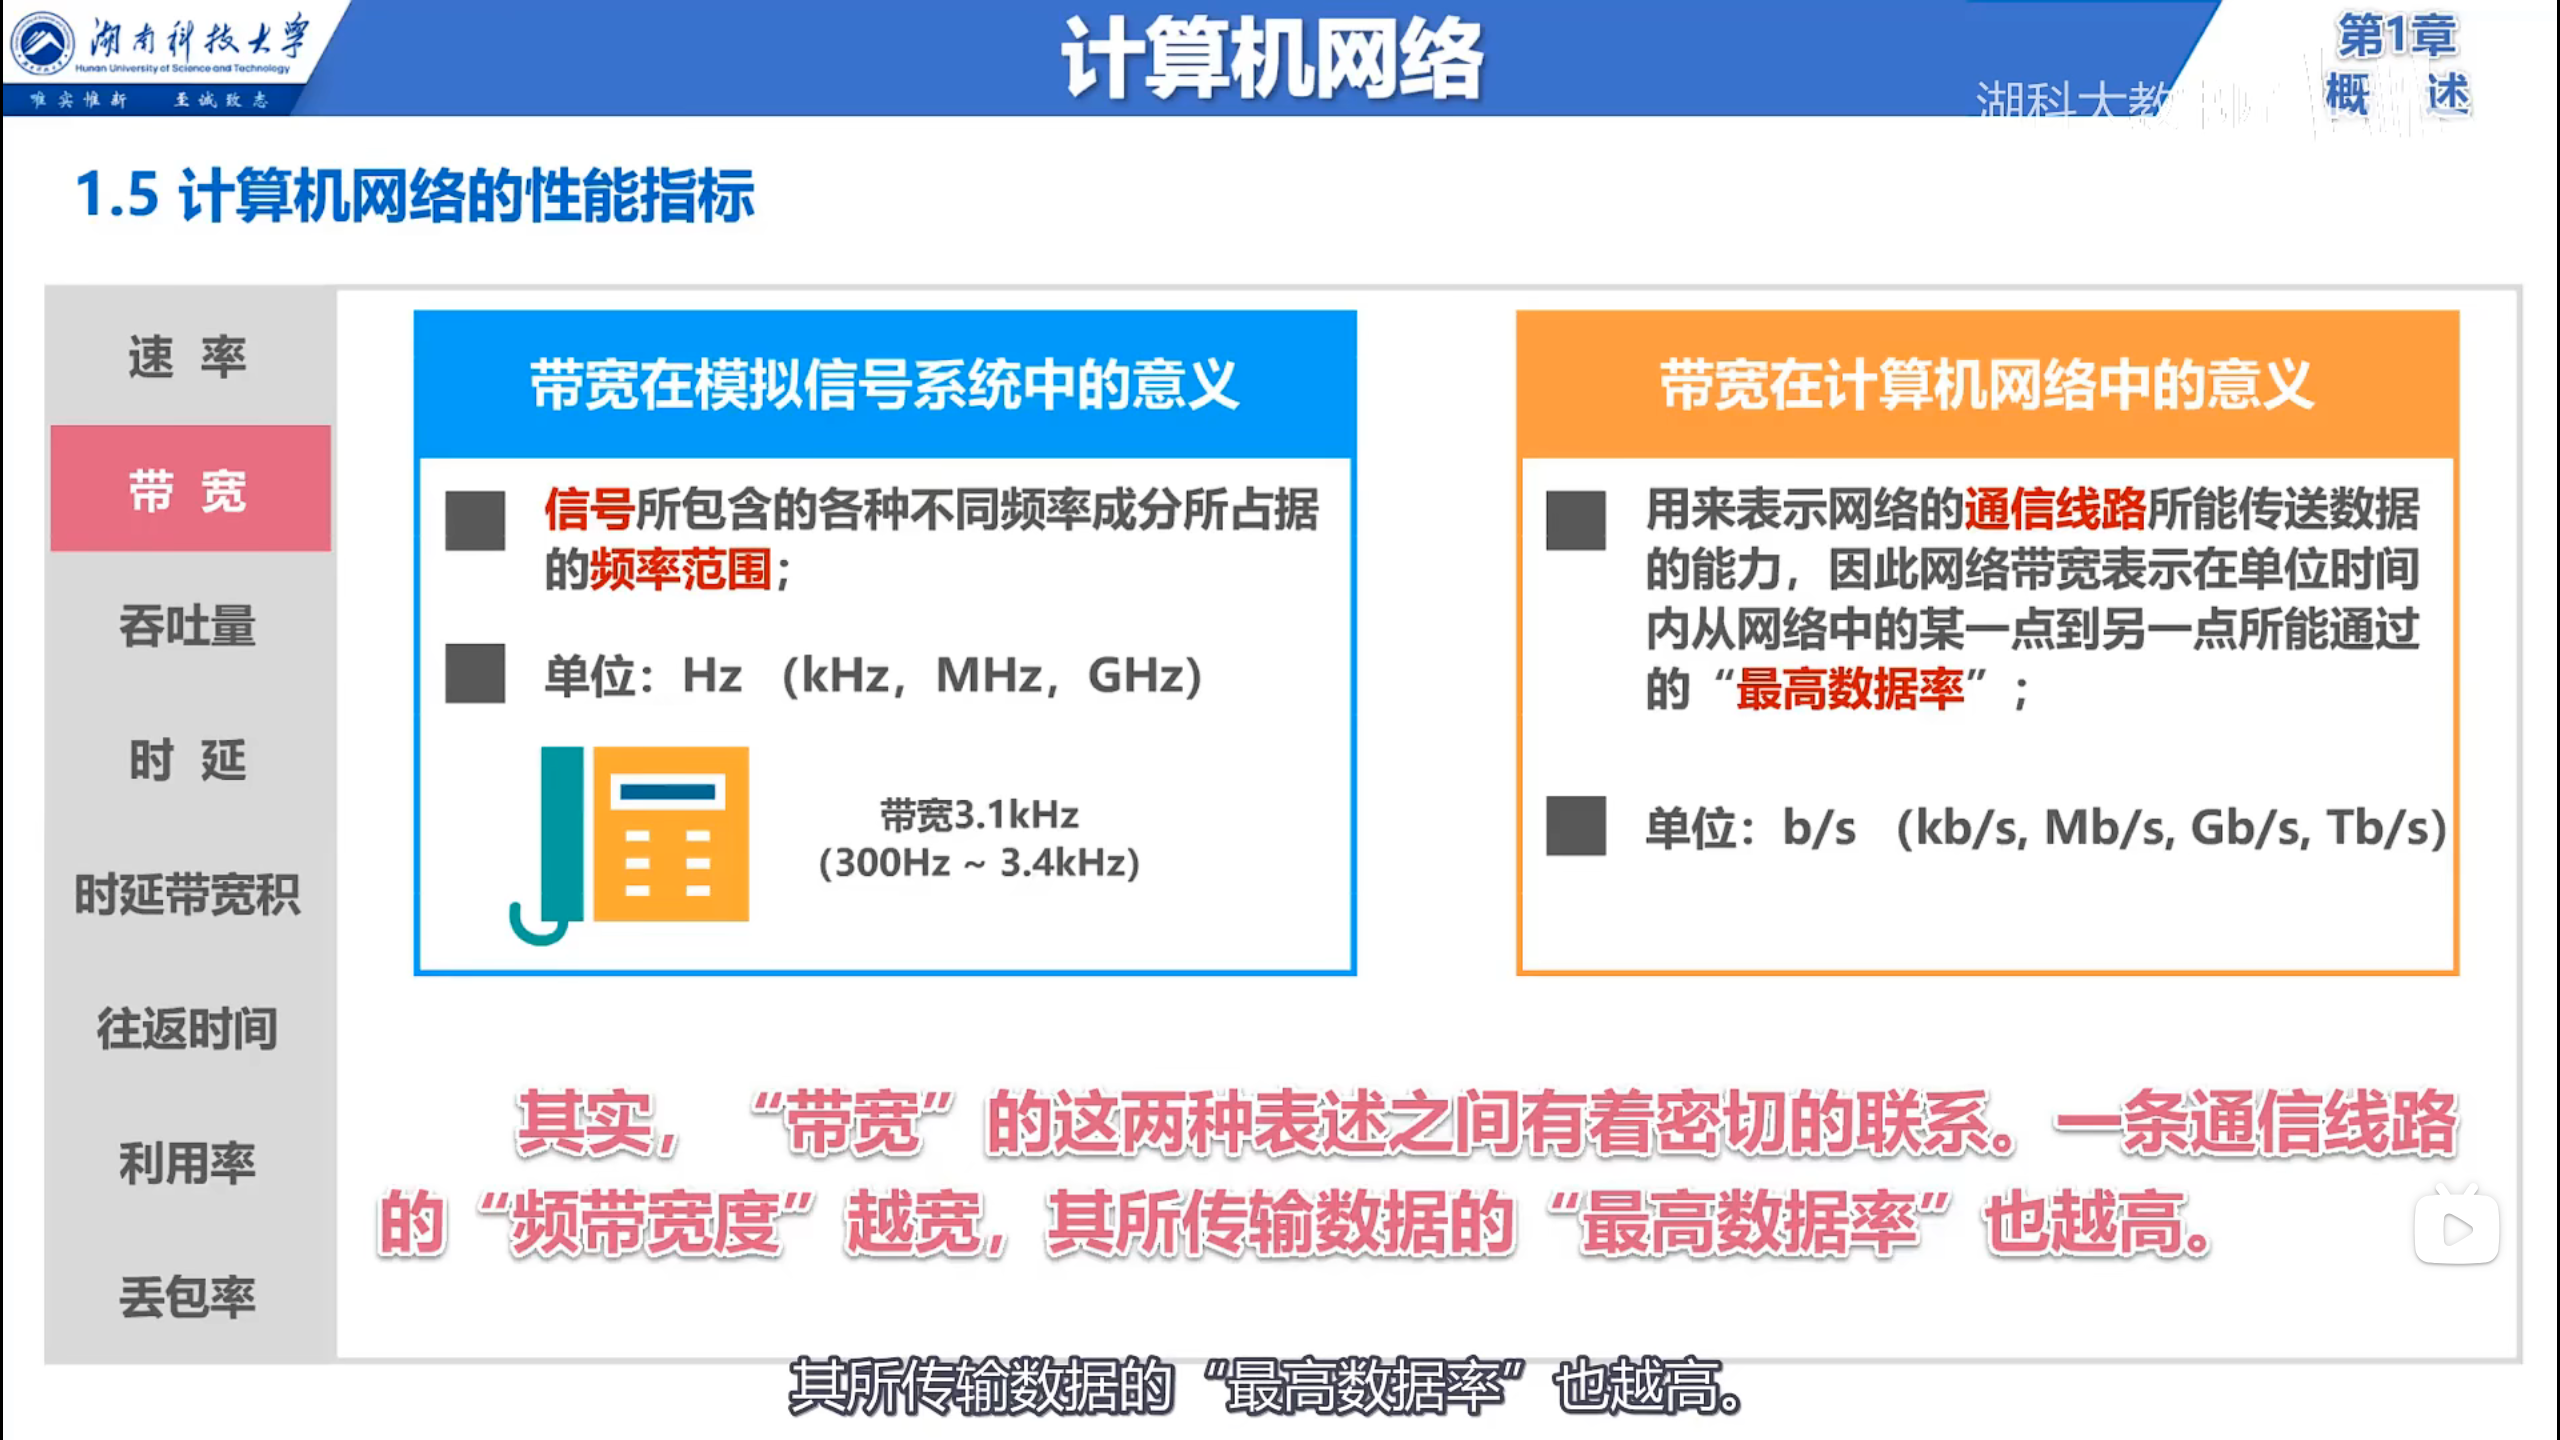 湖南科技大学
Hunan University of Science and Technology
唯实惟新 至诚致志
计算机网络
第1章
概 述
湖科大教
1.5 计算机网络的性能指标
速 率
带 宽
吞吐量
时 延
时延带宽积
往返时间
利用率
丢包率
带宽在模拟信号系统中的意义
信号所包含的各种不同频率成分所占据
的频率范围；
单位：Hz （kHz，MHz，GHz）
带宽3.1kHz
(300Hz ~ 3.4kHz)
带宽在计算机网络中的意义
用来表示网络的通信线路所能传送数据
的能力，因此网络带宽表示在单位时间
内从网络中的某一点到另一点所能通过
的“最高数据率”；
单位：b/s （kb/s, Mb/s, Gb/s, Tb/s)
其实，“带宽”的这两种表述之间有着密切的联系。一条通信线路
的“频带宽度”越宽，其所传输数据的“最高数据率”也越高。
其所传输数据的“最高数据率”也越高。